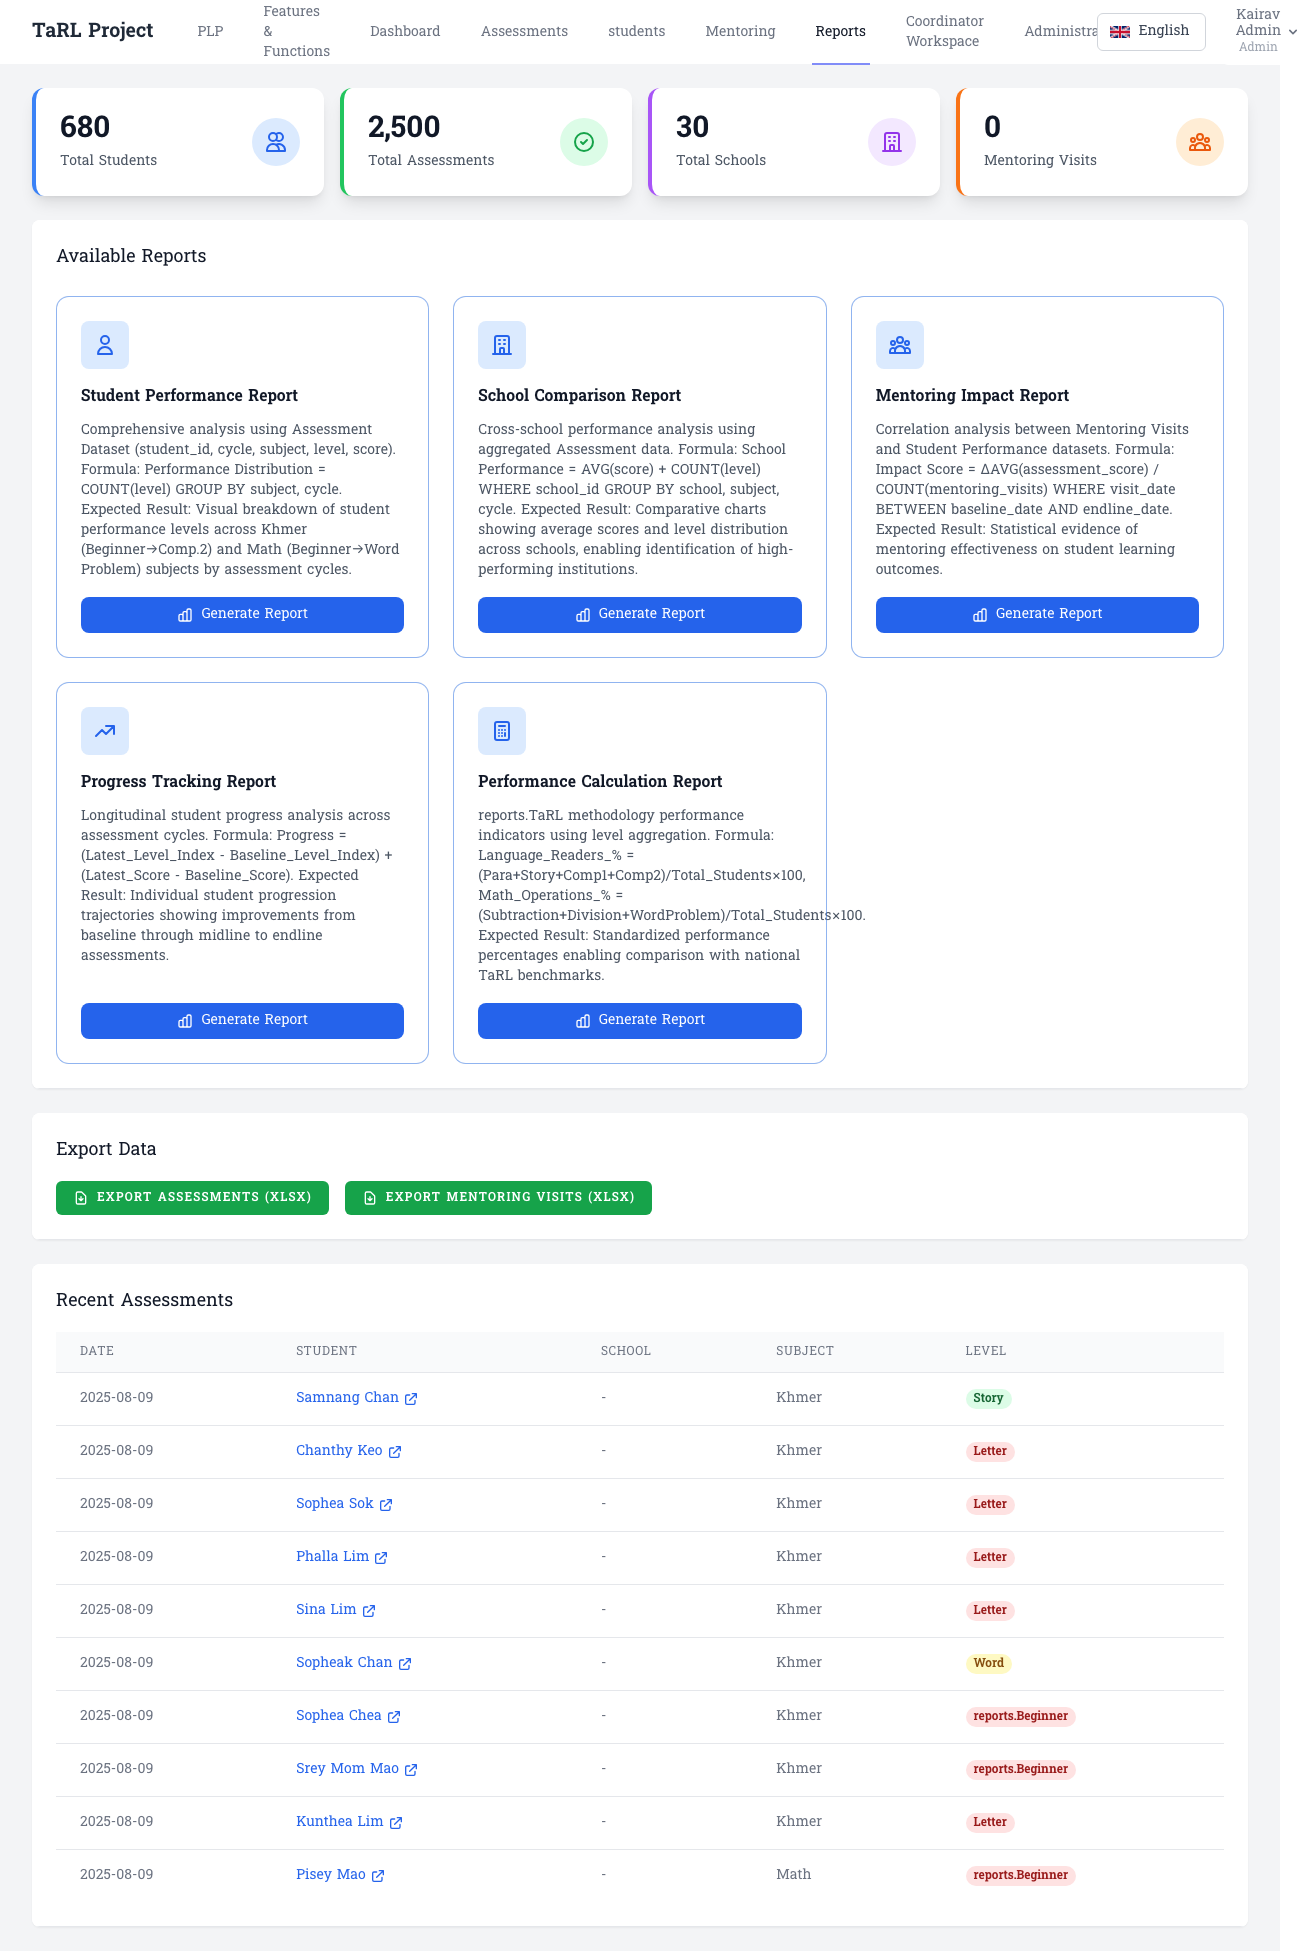 TaRL Project
PLP
Features
&
Functions
Dashboard
Assessments
students
Mentoring
Reports
Coordinator
Workspace
Administra
English
Kairav
Admin
Admin
680
Total Students
2,500
Total Assessments
30
Total Schools
0
Mentoring Visits
Available Reports
Student Performance Report
Comprehensive analysis using Assessment
Dataset (student_id, cycle, subject, level, score).
Formula: Performance Distribution =
COUNT(level) GROUP BY subject, cycle.
Expected Result: Visual breakdown of student
performance levels across Khmer
(Beginner→Comp.2) and Math (Beginner→Word
Problem) subjects by assessment cycles.
Generate Report
School Comparison Report
Cross-school performance analysis using
aggregated Assessment data. Formula: School
Performance = AVG(score) + COUNT(level)
WHERE school_id GROUP BY school, subject,
cycle. Expected Result: Comparative charts
showing average scores and level distribution
across schools, enabling identification of high-
performing institutions.
Generate Report
Mentoring Impact Report
Correlation analysis between Mentoring Visits
and Student Performance datasets. Formula:
Impact Score = ΔAVG(assessment_score) /
COUNT(mentoring_visits) WHERE visit_date
BETWEEN baseline_date AND endline_date.
Expected Result: Statistical evidence of
mentoring effectiveness on student learning
outcomes.
Generate Report
Progress Tracking Report
Longitudinal student progress analysis across
assessment cycles. Formula: Progress =
(Latest_Level_Index - Baseline_Level_Index) +
(Latest_Score - Baseline_Score). Expected
Result: Individual student progression
trajectories showing improvements from
baseline through midline to endline
assessments.
Generate Report
Performance Calculation Report
reports.TaRL methodology performance
indicators using level aggregation. Formula:
Language_Readers_% =
(Para+Story+Comp1+Comp2)/Total_Students×100,
Math_Operations_% =
(Subtraction+Division+WordProblem)/Total_Students×100.
Expected Result: Standardized performance
percentages enabling comparison with national
TaRL benchmarks.
Generate Report
Export Data
EXPORT ASSESSMENTS (XLSX)
EXPORT MENTORING VISITS (XLSX)
Recent Assessments
DATE STUDENT SCHOOL SUBJECT LEVEL
2025-08-09 Samnang Chan - Khmer Story
2025-08-09 Chanthy Keo - Khmer Letter
2025-08-09 Sophea Sok - Khmer Letter
2025-08-09 Phalla Lim - Khmer Letter
2025-08-09 Sina Lim - Khmer Letter
2025-08-09 Sopheak Chan - Khmer Word
2025-08-09 Sophea Chea - Khmer reports.Beginner
2025-08-09 Srey Mom Mao - Khmer reports.Beginner
2025-08-09 Kunthea Lim - Khmer Letter
2025-08-09 Pisey Mao - Math reports.Beginner